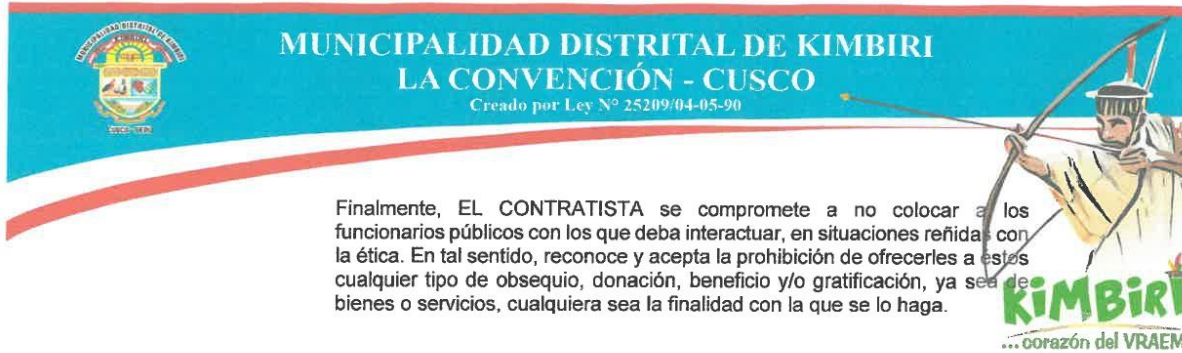 MUNICIPALIDAD DISTRITAL DE KIMBIRI
LA CONVENCIÓN - CUSCO
Creado por Ley Nº 25209/04-05-90
Finalmente, EL CONTRATISTA se compromete a no colocar a los
funcionarios públicos con los que deba interactuar, en situaciones reñidas con
la ética. En tal sentido, reconoce y acepta la prohibición de ofrecerles a éstos
cualquier tipo de obsequio, donación, beneficio y/o gratificación, ya sea de
bienes o servicios, cualquiera sea la finalidad con la que se lo haga.
KiMBiRi
... corazón del VRAEM